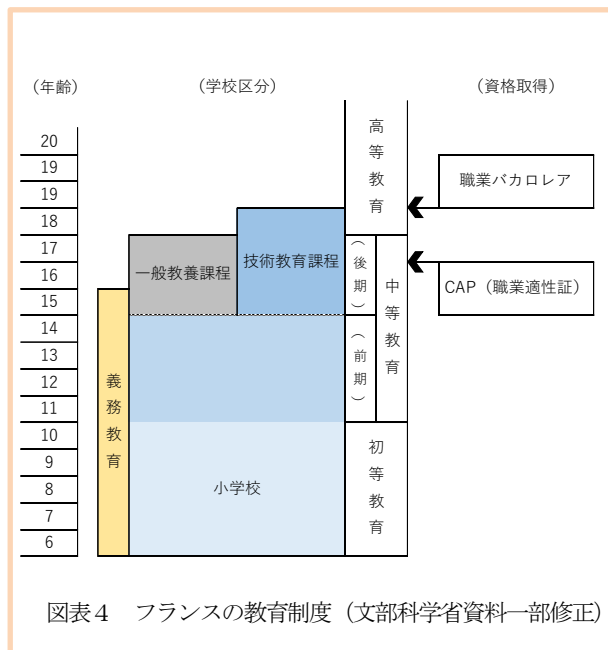 （年齢）
（学校区分）
（資格取得）
20
19
19
18
17
16
15
14
13
12
11
10
9
8
7
6
義務教育
一般教養課程
技術教育課程
小学校
高等教育
（後期）
（前期）
中等教育
初等教育
職業バカロレア
CAP（職業適性証）
図表４　フランスの教育制度（文部科学省資料一部修正）